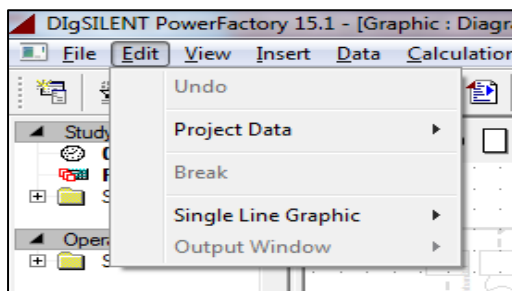 DIgSILENT PowerFactory 15.1 - [Graphic : Diagr
File Edit View Insert Data Calculation
Undo
Study
Project Data
Break
Single Line Graphic
Oper
Output Window